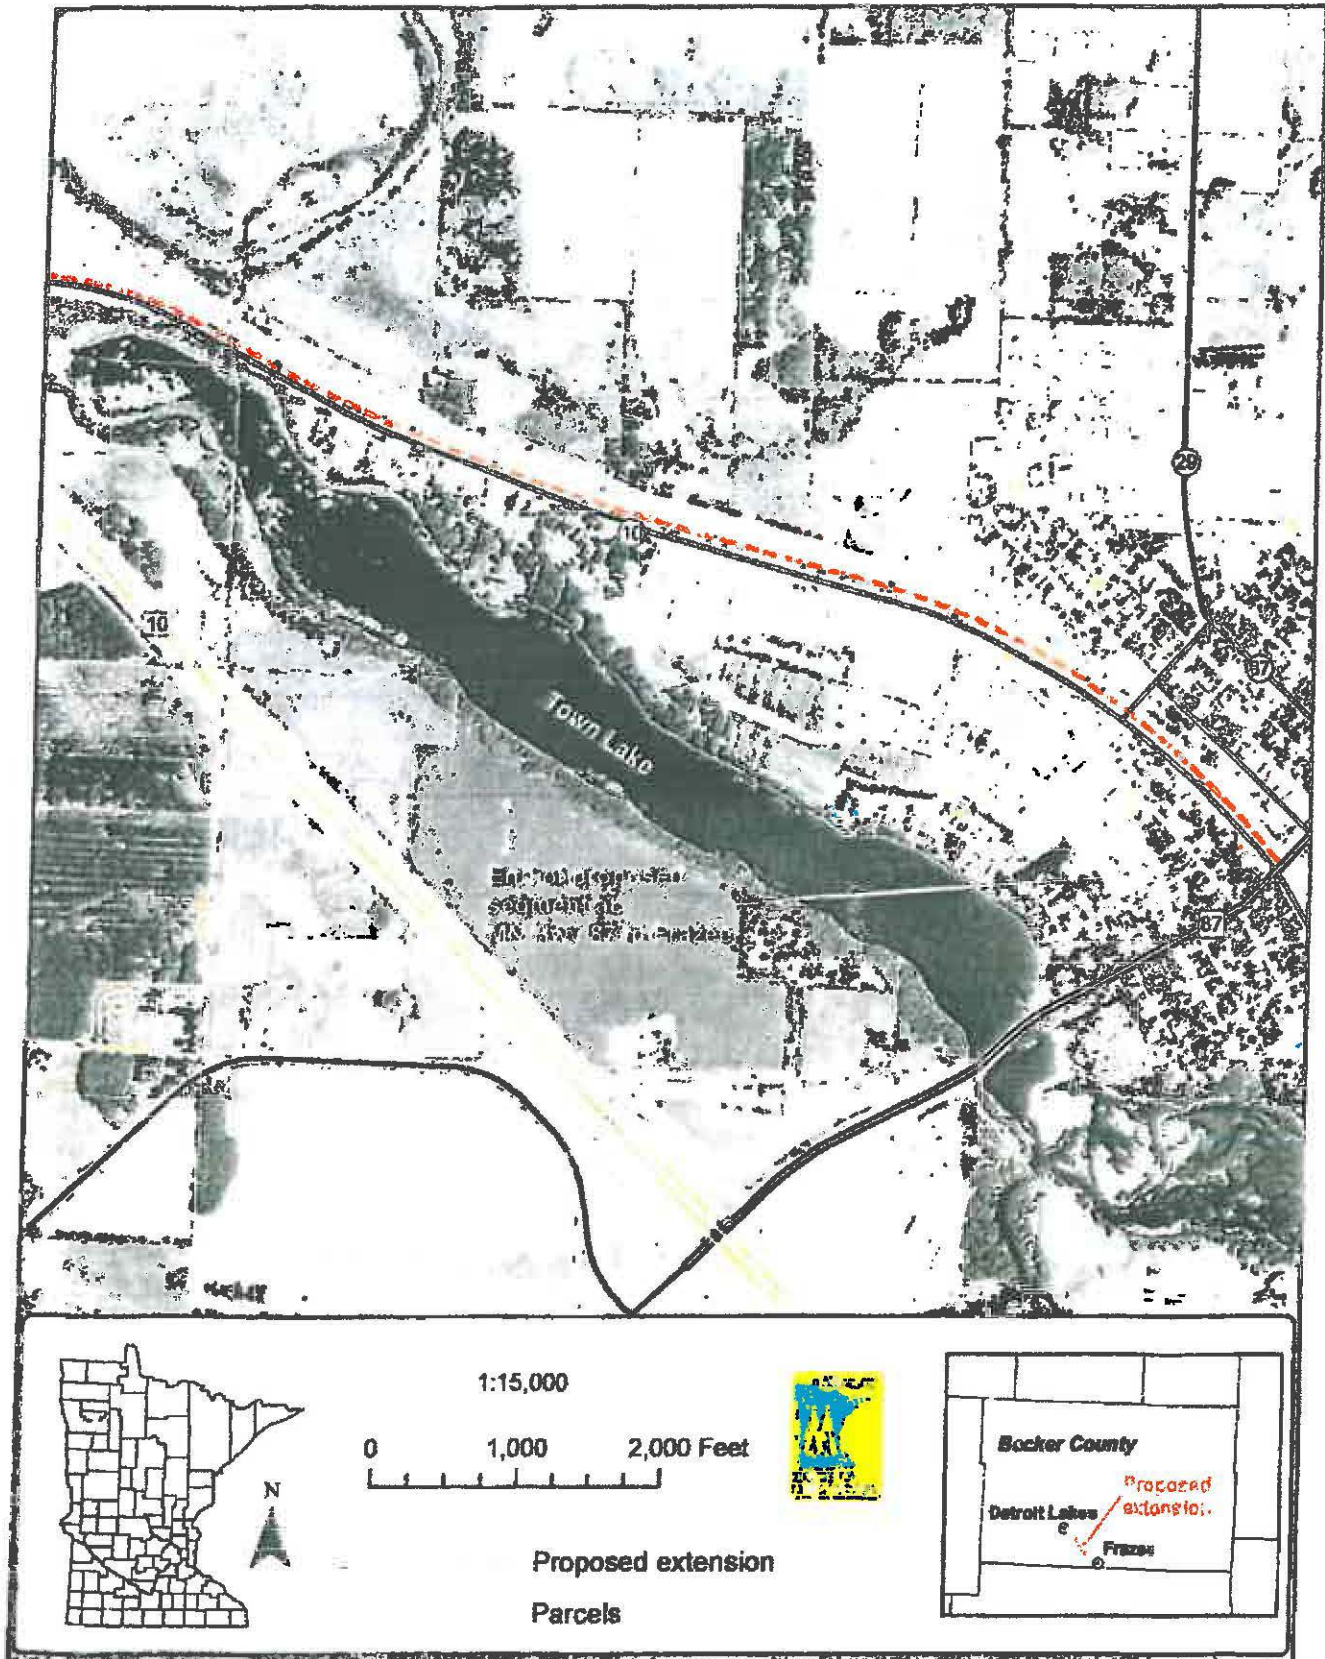 29
10
10
87
Town Lake
87
1:15,000
0 1,000 2,000 Feet
N
Proposed extension
Parcels
Becker County
Proposed
extension
Detroit Lakes
Frazee